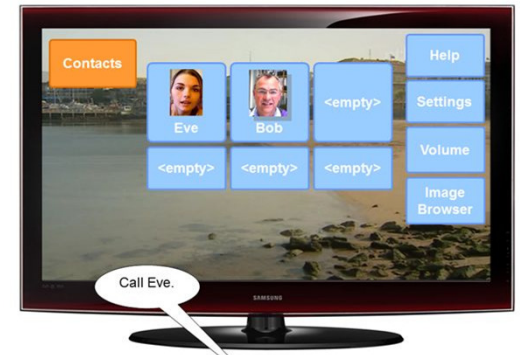 Contacts
Help
Eve
Bob
<empty>
Settings
<empty>
<empty>
<empty>
Volume
Image
Browser
Call Eve.
SAMSUNG